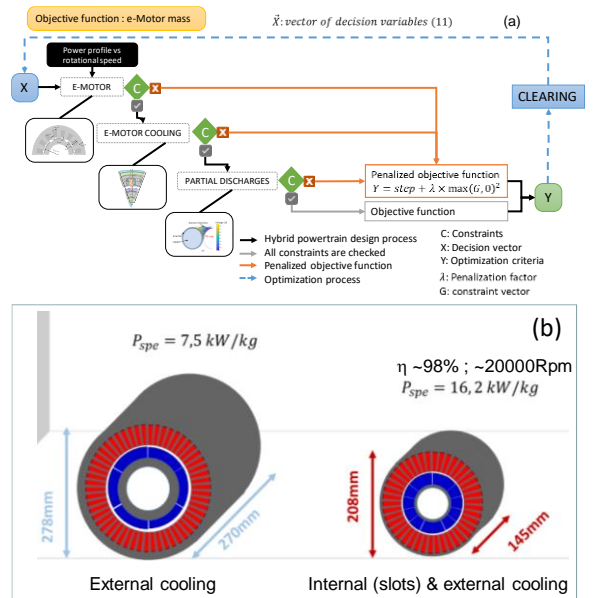 Objective function : e-Motor mass
X⃗: vector of decision variables (11)
(a)
Power profile vs
rotational speed
X
E-MOTOR
C
CLEARING
E-MOTOR COOLING
C
PARTIAL DISCHARGES
C
Penalized objective function
Y = step + λ × max(G, 0)²
Objective function
Y
Hybrid powertrain design process
All constraints are checked
Penalized objective function
Optimization process
C: Constraints
X: Decision vector
Y: Optimization criteria
λ: Penalization factor
G: constraint vector
(b)
P_spe = 7,5 kW/kg
η ~98% ; ~20000Rpm
P_spe = 16,2 kW/kg
278mm
270mm
208mm
145mm
External cooling
Internal (slots) & external cooling